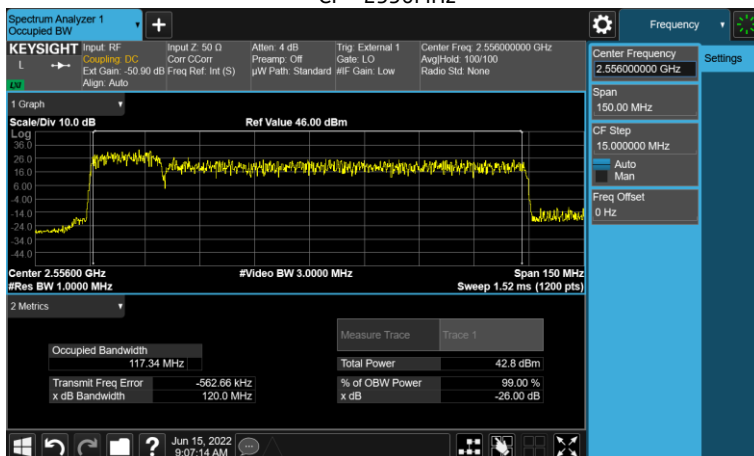 CF 2556MHz
Spectrum Analyzer 1
Occupied BW
Frequency
KEYSIGHT
L
LXI
Input: RF
Coupling: DC
Ext Gain: -50.90 dB
Align: Auto
Input Z: 50 Ω
Corr CCorr
Freq Ref: Int (S)
Atten: 4 dB
Preamp: Off
µW Path: Standard
Trig: External 1
Gate: LO
#IF Gain: Low
Center Freq: 2.556000000 GHz
Avg|Hold: 100/100
Radio Std: None
Center Frequency
2.556000000 GHz
Settings
Span
150.00 MHz
CF Step
15.000000 MHz
Auto
Man
Freq Offset
0 Hz
1 Graph
Scale/Div 10.0 dB
Ref Value 46.00 dBm
Log
36.0
26.0
16.0
6.00
-4.00
-14.0
-24.0
-34.0
-44.0
Center 2.55600 GHz
#Video BW 3.0000 MHz
Span 150 MHz
#Res BW 1.0000 MHz
Sweep 1.52 ms (1200 pts)
2 Metrics
Measure Trace
Trace 1
Occupied Bandwidth
117.34 MHz
Total Power
42.8 dBm
Transmit Freq Error
-562.66 kHz
% of OBW Power
99.00 %
x dB Bandwidth
120.0 MHz
x dB
-26.00 dB
?
Jun 15, 2022
9:07:14 AM